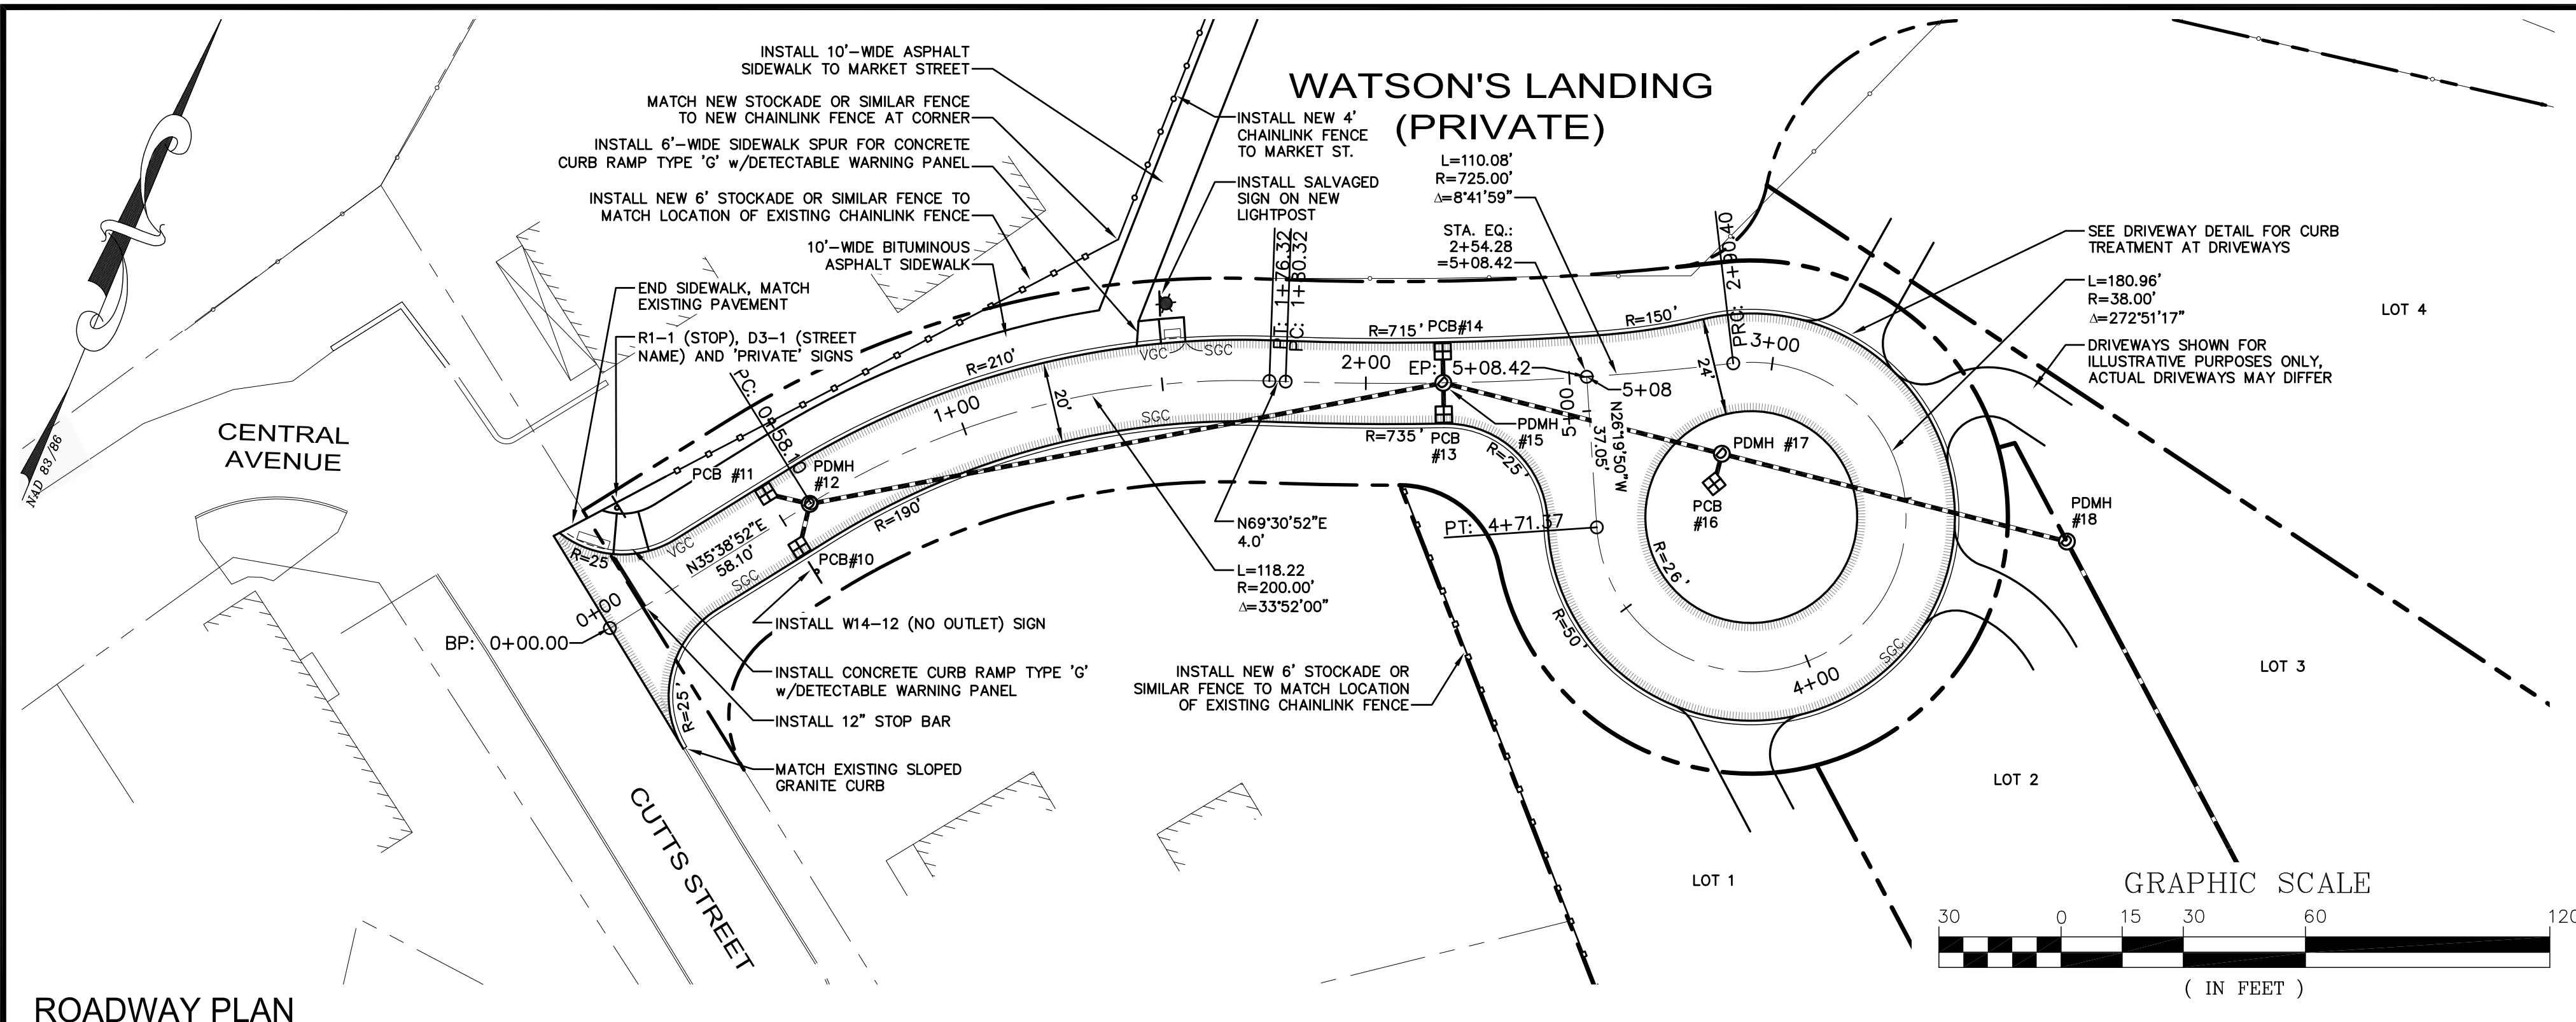 INSTALL 10'-WIDE ASPHALT
SIDEWALK TO MARKET STREET
MATCH NEW STOCKADE OR SIMILAR FENCE
TO NEW CHAINLINK FENCE AT CORNER
INSTALL 6'-WIDE SIDEWALK SPUR FOR CONCRETE
CURB RAMP TYPE 'G' w/DETECTABLE WARNING PANEL
INSTALL NEW 6' STOCKADE OR SIMILAR FENCE TO
MATCH LOCATION OF EXISTING CHAINLINK FENCE
10'-WIDE BITUMINOUS
ASPHALT SIDEWALK
END SIDEWALK, MATCH
EXISTING PAVEMENT
R1-1 (STOP), D3-1 (STREET
NAME) AND 'PRIVATE' SIGNS
WATSON'S LANDING
(PRIVATE)
INSTALL NEW 4'
CHAINLINK FENCE
TO MARKET ST.
INSTALL SALVAGED
SIGN ON NEW
LIGHTPOST
L=110.08'
R=725.00'
Δ=8°41'59"
STA. EQ.:
2+54.28
=5+08.42
PT: 1+76.32
PC: 1+80.32
PRC: 2+90.40
SEE DRIVEWAY DETAIL FOR CURB
TREATMENT AT DRIVEWAYS
L=180.96'
R=38.00'
Δ=272°51'17"
DRIVEWAYS SHOWN FOR
ILLUSTRATIVE PURPOSES ONLY,
ACTUAL DRIVEWAYS MAY DIFFER
LOT 4
NAD 83/86
CENTRAL
AVENUE
PC: 0+58.10
R=210'
VGC
SGC
R=715'
PCB#14
R=150'
3+00
2+00
EP: 5+08.42
5+08
24'
20'
1+00
SGC
R=735'
PCB
#13
PDMH
#15
5+00
N26°19'50"W
37.05'
R=25'
PDMH #17
PCB
#16
PCB #11
PDMH
#12
R=190'
PDMH
#18
R=25'
VGC
N35°38'52"E
58.10'
SGC
PCB#10
0+00
BP: 0+00.00
N69°30'52"E
4.0'
L=118.22
R=200.00'
Δ=33°52'00"
PT: 4+71.37
R=26'
R=50'
INSTALL W14-12 (NO OUTLET) SIGN
INSTALL CONCRETE CURB RAMP TYPE 'G'
w/DETECTABLE WARNING PANEL
INSTALL 12" STOP BAR
MATCH EXISTING SLOPED
GRANITE CURB
R=25'
INSTALL NEW 6' STOCKADE OR
SIMILAR FENCE TO MATCH LOCATION
OF EXISTING CHAINLINK FENCE
SGC
4+00
LOT 3
LOT 2
LOT 1
CUTTS STREET
GRAPHIC SCALE
30 0 15 30 60 120
( IN FEET )
ROADWAY PLAN